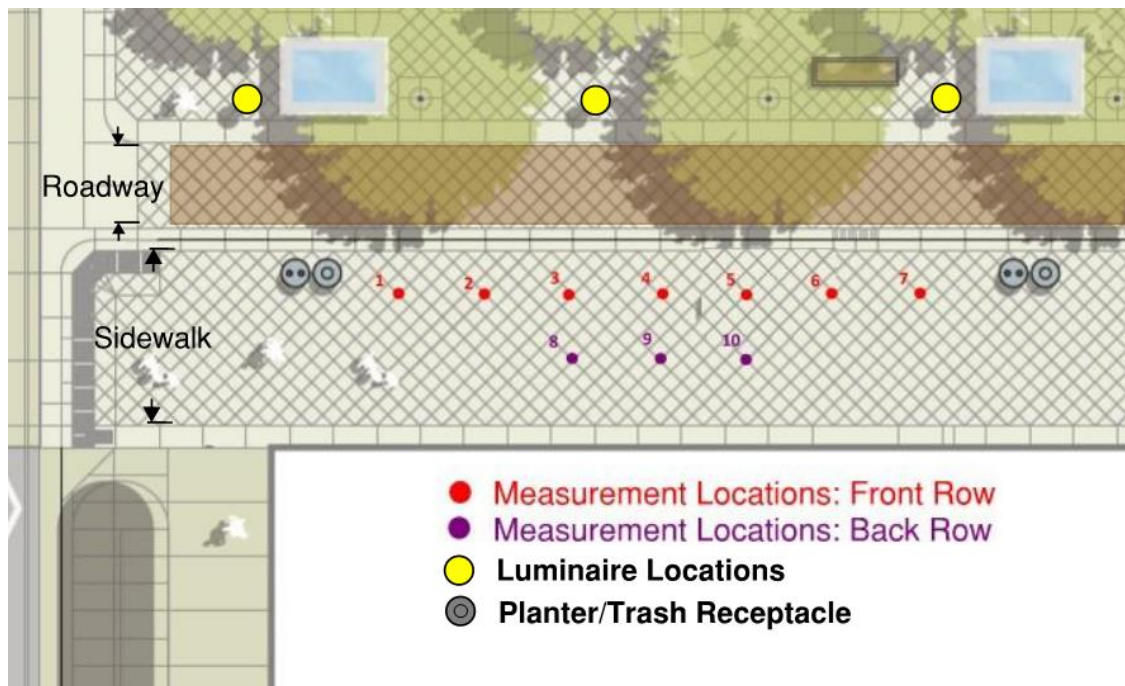 Roadway
1 2 3 4 5 6 7
Sidewalk
8 9 10
Measurement Locations: Front Row
Measurement Locations: Back Row
Luminaire Locations
Planter/Trash Receptacle